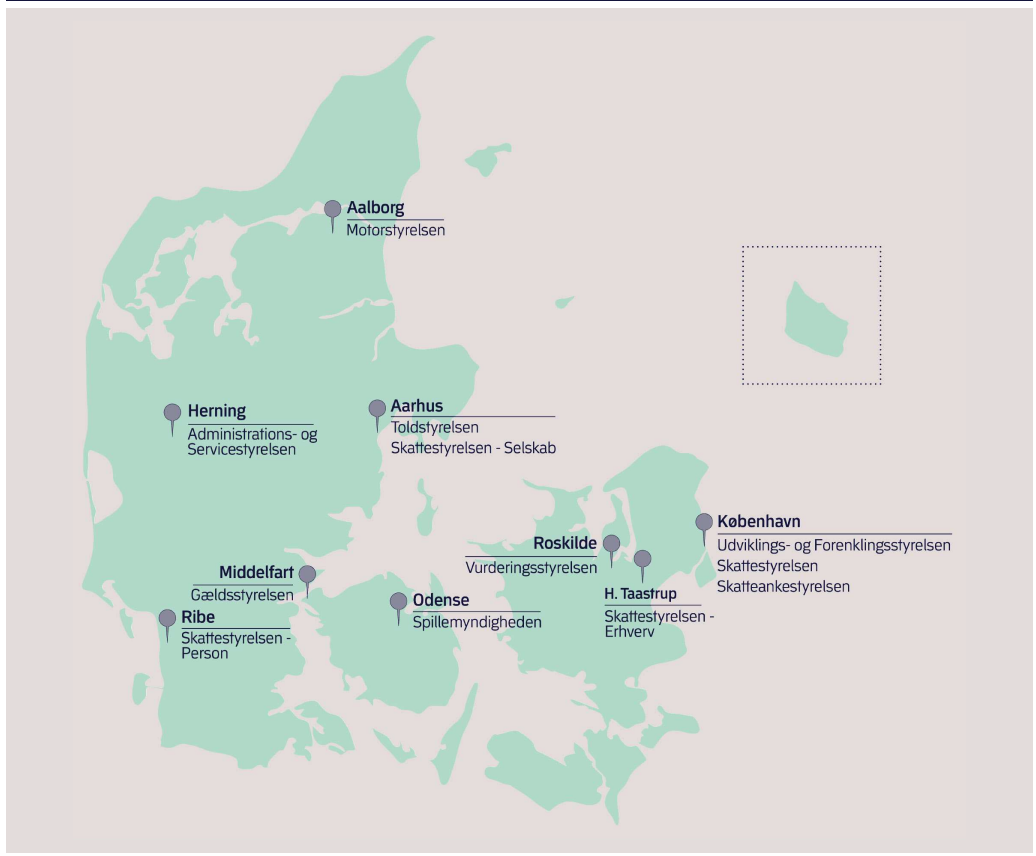 Aalborg
Motorstyrelsen
Herning
Administrations- og
Servicestyrelsen
Aarhus
Toldstyrelsen
Skattestyrelsen - Selskab
København
Udviklings- og Forenklingsstyrelsen
Skattestyrelsen
Skatteankestyrelsen
Roskilde
Vurderingsstyrelsen
H. Taastrup
Skattestyrelsen -
Erhverv
Middelfart
Gældsstyrelsen
Odense
Spillemyndigheden
Ribe
Skattestyrelsen -
Person